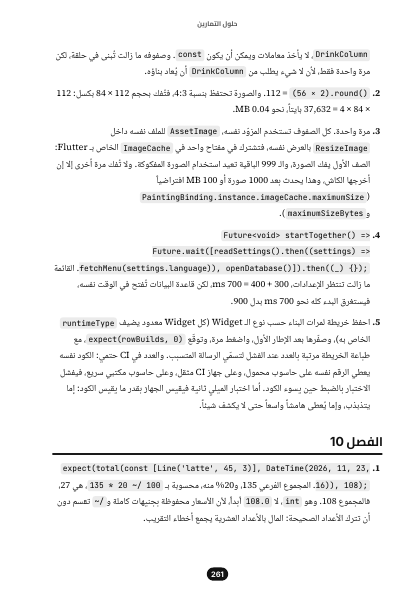 حلول التمارين
DrinkColumn، لا يأخذ معاملات ويمكن أن يكون const. وصفوفه ما زالت تُبنى في حلقة، لكن
مرة واحدة فقط، لأن لا شيء يطلب من DrinkColumn أن يُعاد بناؤه.
2. (56 × 2).round() = 112. والصورة تحتفظ بنسبة 4:3، فتُفك بحجم 112 × 84 بكسل: 112
× 84 × 4 = 37,632 بايتاً، نحو 0.04 MB.
3. مرة واحدة. كل الصفوف تستخدم المزوّد نفسه، AssetImage للملف نفسه داخل
ResizeImage بالعرض نفسه، فتشترك في مفتاح واحد في ImageCache الخاص بـ Flutter:
الصف الأول يفك الصورة، والـ 999 الباقية تعيد استخدام الصورة المفكوكة. ولا تُفك مرة أخرى إلا إن
أخرجها الكاش، وهذا يحدث بعد 1000 صورة أو 100 MB افتراضياً
(PaintingBinding.instance.imageCache.maximumSize
وmaximumSizeBytes).
4. Future<void> startTogether() =>
Future.wait([readSettings().then((settings) =>
fetchMenu(settings.language)), openDatabase()]).then((_) {});. القائمة
ما زالت تنتظر الإعدادات، 300 + 400 = 700 ms، لكن قاعدة البيانات تُفتح في الوقت نفسه،
فيستغرق البدء كله نحو 700 ms بدل 900.
5. احفظ خريطة لمرات البناء حسب نوع الـ Widget (كل Widget معدود يضيف runtimeType
الخاص به)، وصفّرها بعد الإطار الأول، واضغط مرة، وتوقّع expect(rowBuilds, 0)، مع
طباعة الخريطة مرتبة بالعدد عند الفشل لتسمّي الرسالة المتسبب. والعدد في CI حتمي: الكود نفسه
يعطي الرقم نفسه على حاسوب محمول، وعلى جهاز CI مثقل، وعلى حاسوب مكتبي سريع، فيفشل
الاختبار بالضبط حين يسوء الكود. أما اختبار الميلي ثانية فيقيس الجهاز بقدر ما يقيس الكود: إما
يتذبذب، وإما يُعطى هامشاً واسعاً حتى لا يكشف شيئاً.
الفصل 10
1. expect(total(const [Line('latte', 45, 3)], DateTime(2026, 11, 23,
16)), 108);. المجموع الفرعي 135، و20% منه، محسوبة بـ 135 * 20 ~/ 100، هي 27،
فالمجموع 108. وهو int، لا 108.0 أبداً، لأن الأسعار محفوظة بجنيهات كاملة و~/ تقسم دون
أن تترك الأعداد الصحيحة: المال بالأعداد العشرية يجمع أخطاء التقريب.
261